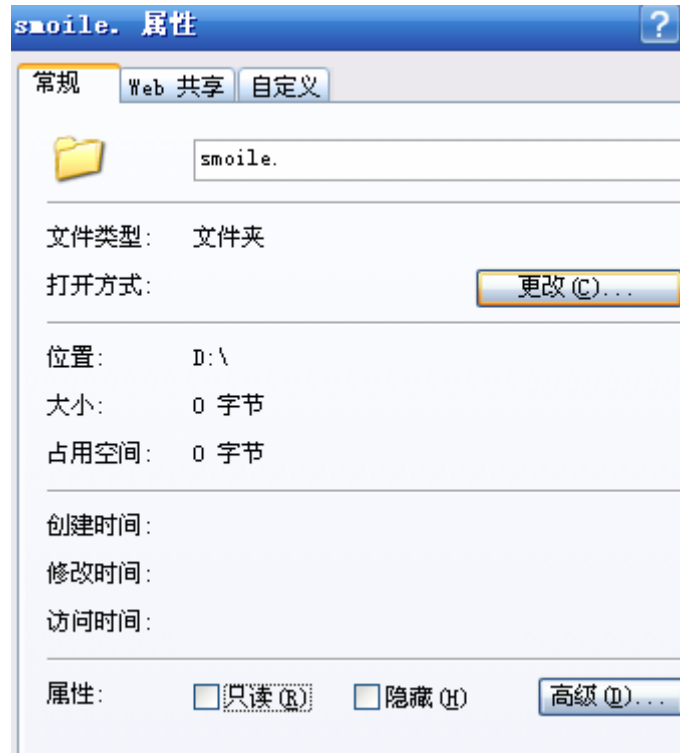 smoile. 属性 ?
常规 Web 共享 自定义
smoile.
文件类型: 文件夹
打开方式: 更改(C)...
位置: D:\
大小: 0 字节
占用空间: 0 字节
创建时间:
修改时间:
访问时间:
属性: 只读(R) 隐藏(H) 高级(D)...